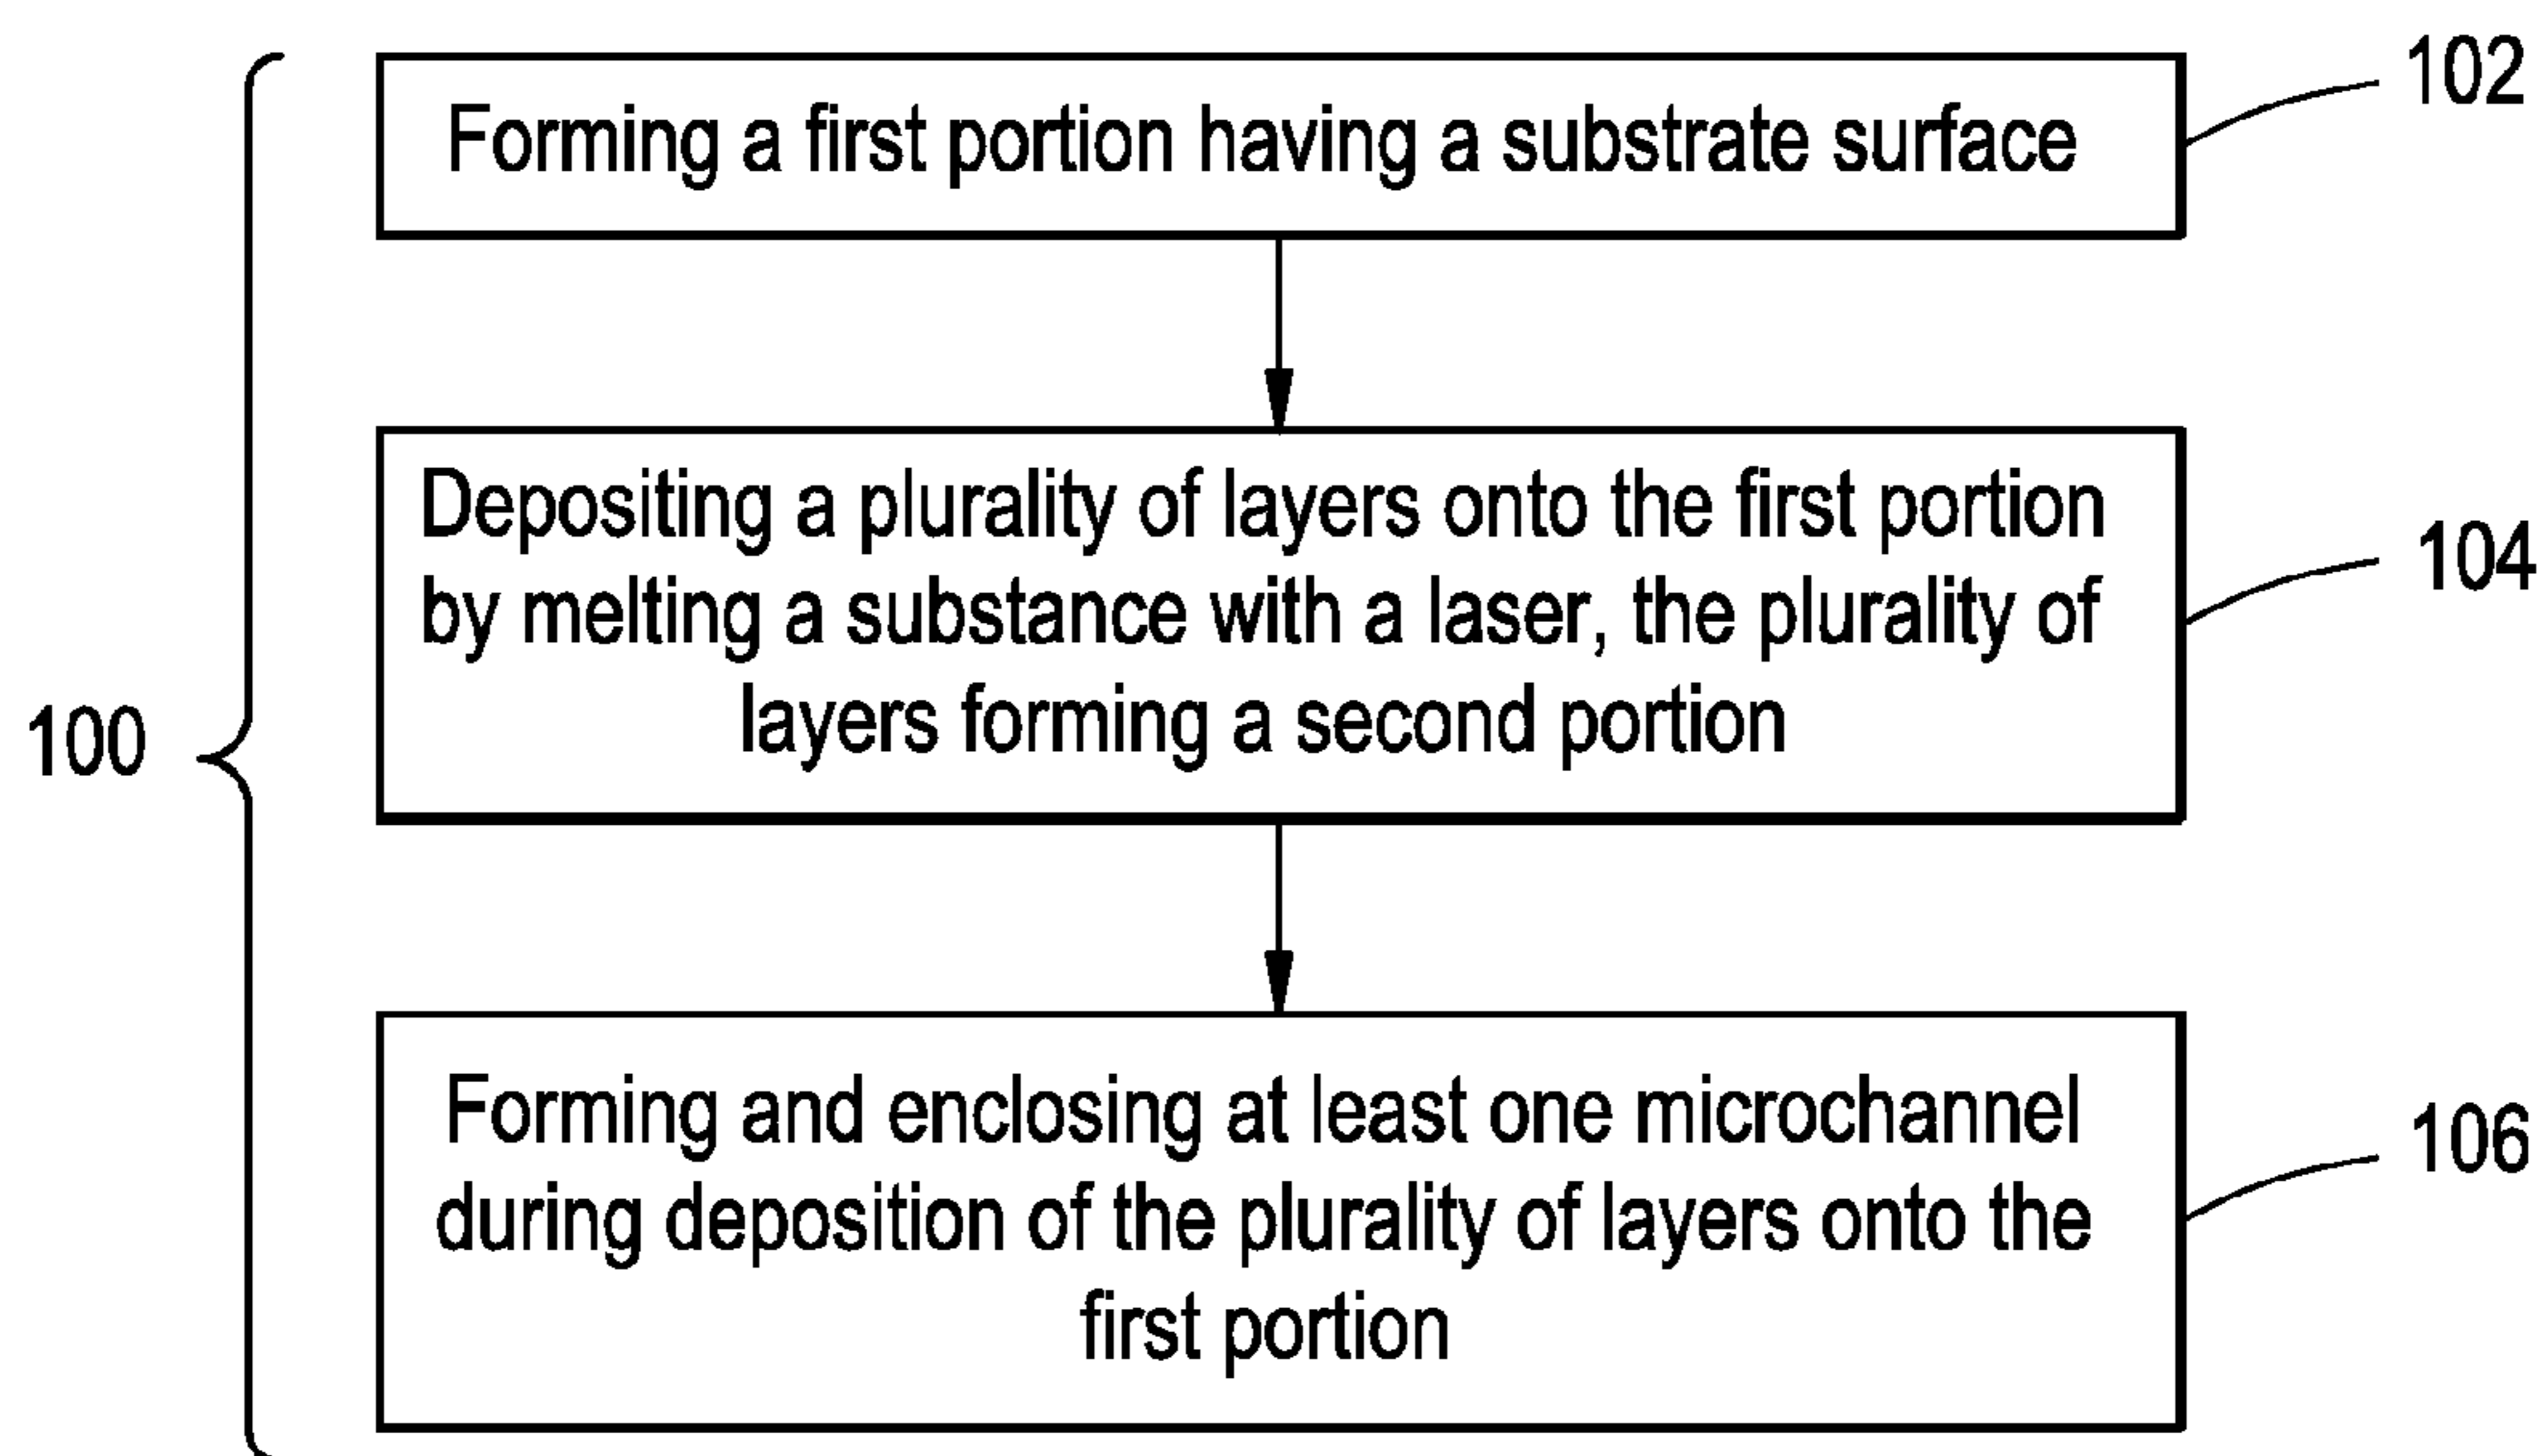 Forming a first portion having a substrate surface
102
Depositing a plurality of layers onto the first portion
by melting a substance with a laser, the plurality of
layers forming a second portion
104
100
Forming and enclosing at least one microchannel
during deposition of the plurality of layers onto the
first portion
106